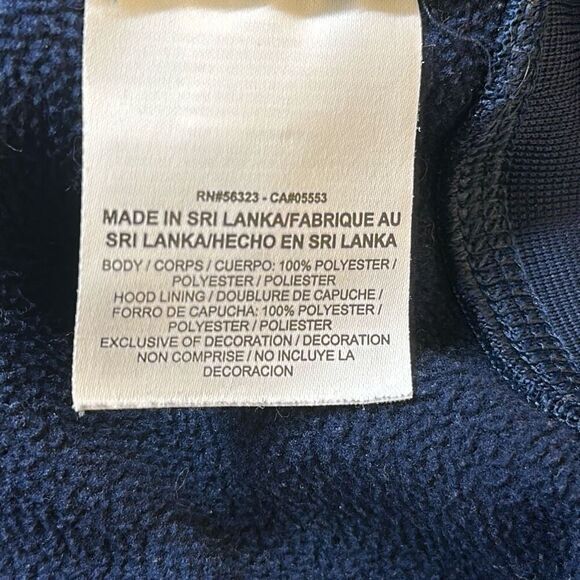 RN#56323 - CA#05553
MADE IN SRI LANKA/FABRIQUE AU
SRI LANKA/HECHO EN SRI LANKA
BODY / CORPS / CUERPO: 100% POLYESTER /
POLYESTER / POLIESTER
HOOD LINING / DOUBLURE DE CAPUCHE /
FORRO DE CAPUCHA: 100% POLYESTER /
POLYESTER / POLIESTER
EXCLUSIVE OF DECORATION / DECORATION
NON COMPRISE / NO INCLUYE LA
DECORACION